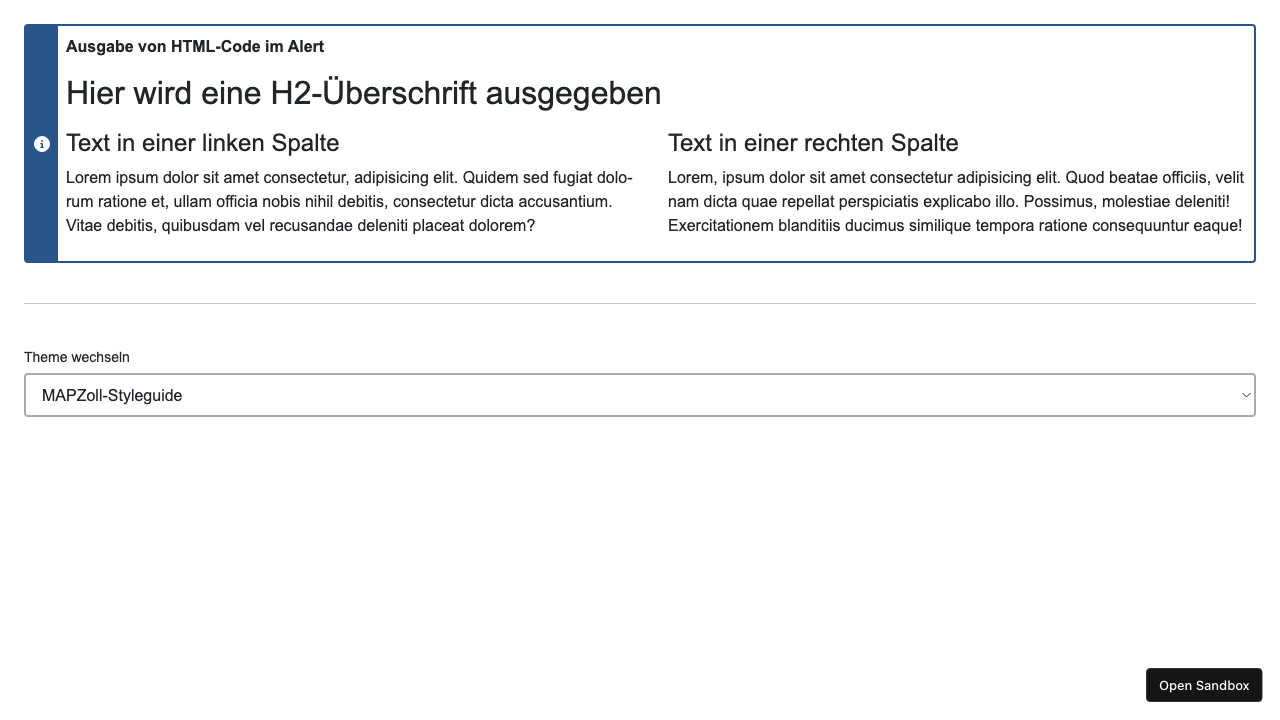 Ausgabe von HTML-Code im Alert
Hier wird eine H2-Überschrift ausgegeben
Text in einer linken Spalte
Lorem ipsum dolor sit amet consectetur, adipisicing elit. Quidem sed fugiat dolo-
rum ratione et, ullam officia nobis nihil debitis, consectetur dicta accusantium.
Vitae debitis, quibusdam vel recusandae deleniti placeat dolorem?
Text in einer rechten Spalte
Lorem, ipsum dolor sit amet consectetur adipisicing elit. Quod beatae officiis, velit
nam dicta quae repellat perspiciatis explicabo illo. Possimus, molestiae deleniti!
Exercitationem blanditiis ducimus similique tempora ratione consequuntur eaque!
Theme wechseln
MAPZoll-Styleguide
Open Sandbox